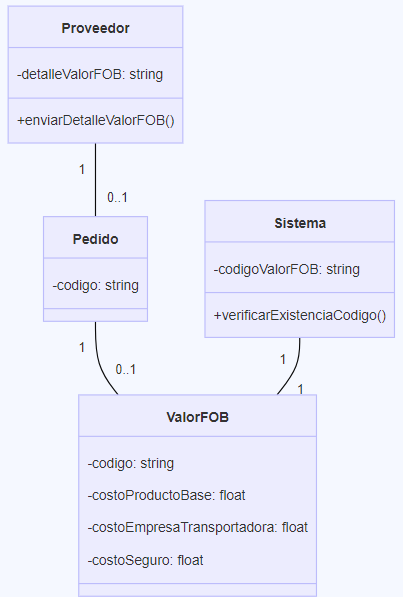 Proveedor
-detalleValorFOB: string
+enviarDetalleValorFOB()
1
0..1
Pedido
-codigo: string
Sistema
-codigoValorFOB: string
+verificarExistenciaCodigo()
1
0..1
1
1
ValorFOB
-codigo: string
-costoProductoBase: float
-costoEmpresaTransportadora: float
-costoSeguro: float